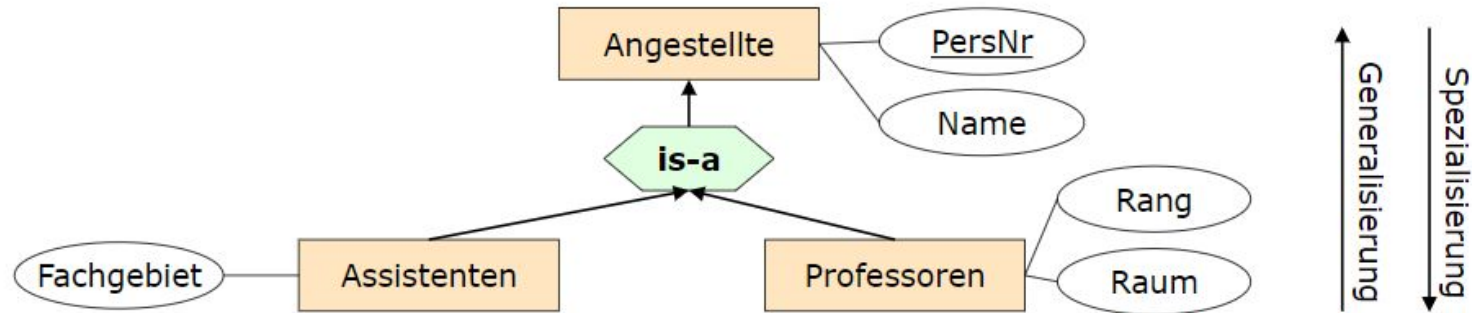 Angestellte
PersNr
Name
is-a
Rang
Fachgebiet
Assistenten
Professoren
Raum
Generalisierung
Spezialisierung